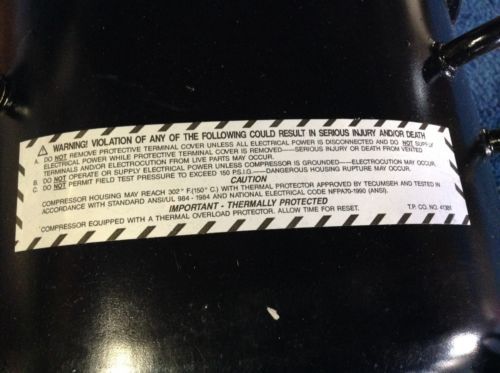 WARNING! VIOLATION OF ANY OF THE FOLLOWING COULD RESULT IN SERIOUS INJURY AND/OR DEATH
A. DO NOT REMOVE PROTECTIVE TERMINAL COVER UNLESS ALL ELECTRICAL POWER IS DISCONNECTED AND DO NOT SUPPLY
ELECTRICAL POWER WHILE PROTECTIVE TERMINAL COVER IS REMOVED----SERIOUS INJURY OR DEATH FROM VENTED
TERMINALS AND/OR ELECTROCUTION FROM LIVE PARTS MAY OCCUR.
B. DO NOT OPERATE OR SUPPLY ELECTRICAL POWER UNLESS COMPRESSOR IS GROUNDED----ELECTROCUTION MAY OCCUR.
C. DO NOT PERMIT FIELD TEST PRESSURE TO EXCEED 150 P.S.I.G.----DANGEROUS HOUSING RUPTURE MAY OCCUR.
CAUTION
COMPRESSOR HOUSING MAY REACH 302° F.(150° C.) WITH THERMAL PROTECTOR APPROVED BY TECUMSEH AND TESTED IN
ACCORDANCE WITH STANDARD ANSI/UL 984 - 1984 AND NATIONAL ELECTRICAL CODE NFPA70-1990 (ANSI).
IMPORTANT - THERMALLY PROTECTED
COMPRESSOR EQUIPPED WITH A THERMAL OVERLOAD PROTECTOR. ALLOW TIME FOR RESET.
T.P. CO. NO.